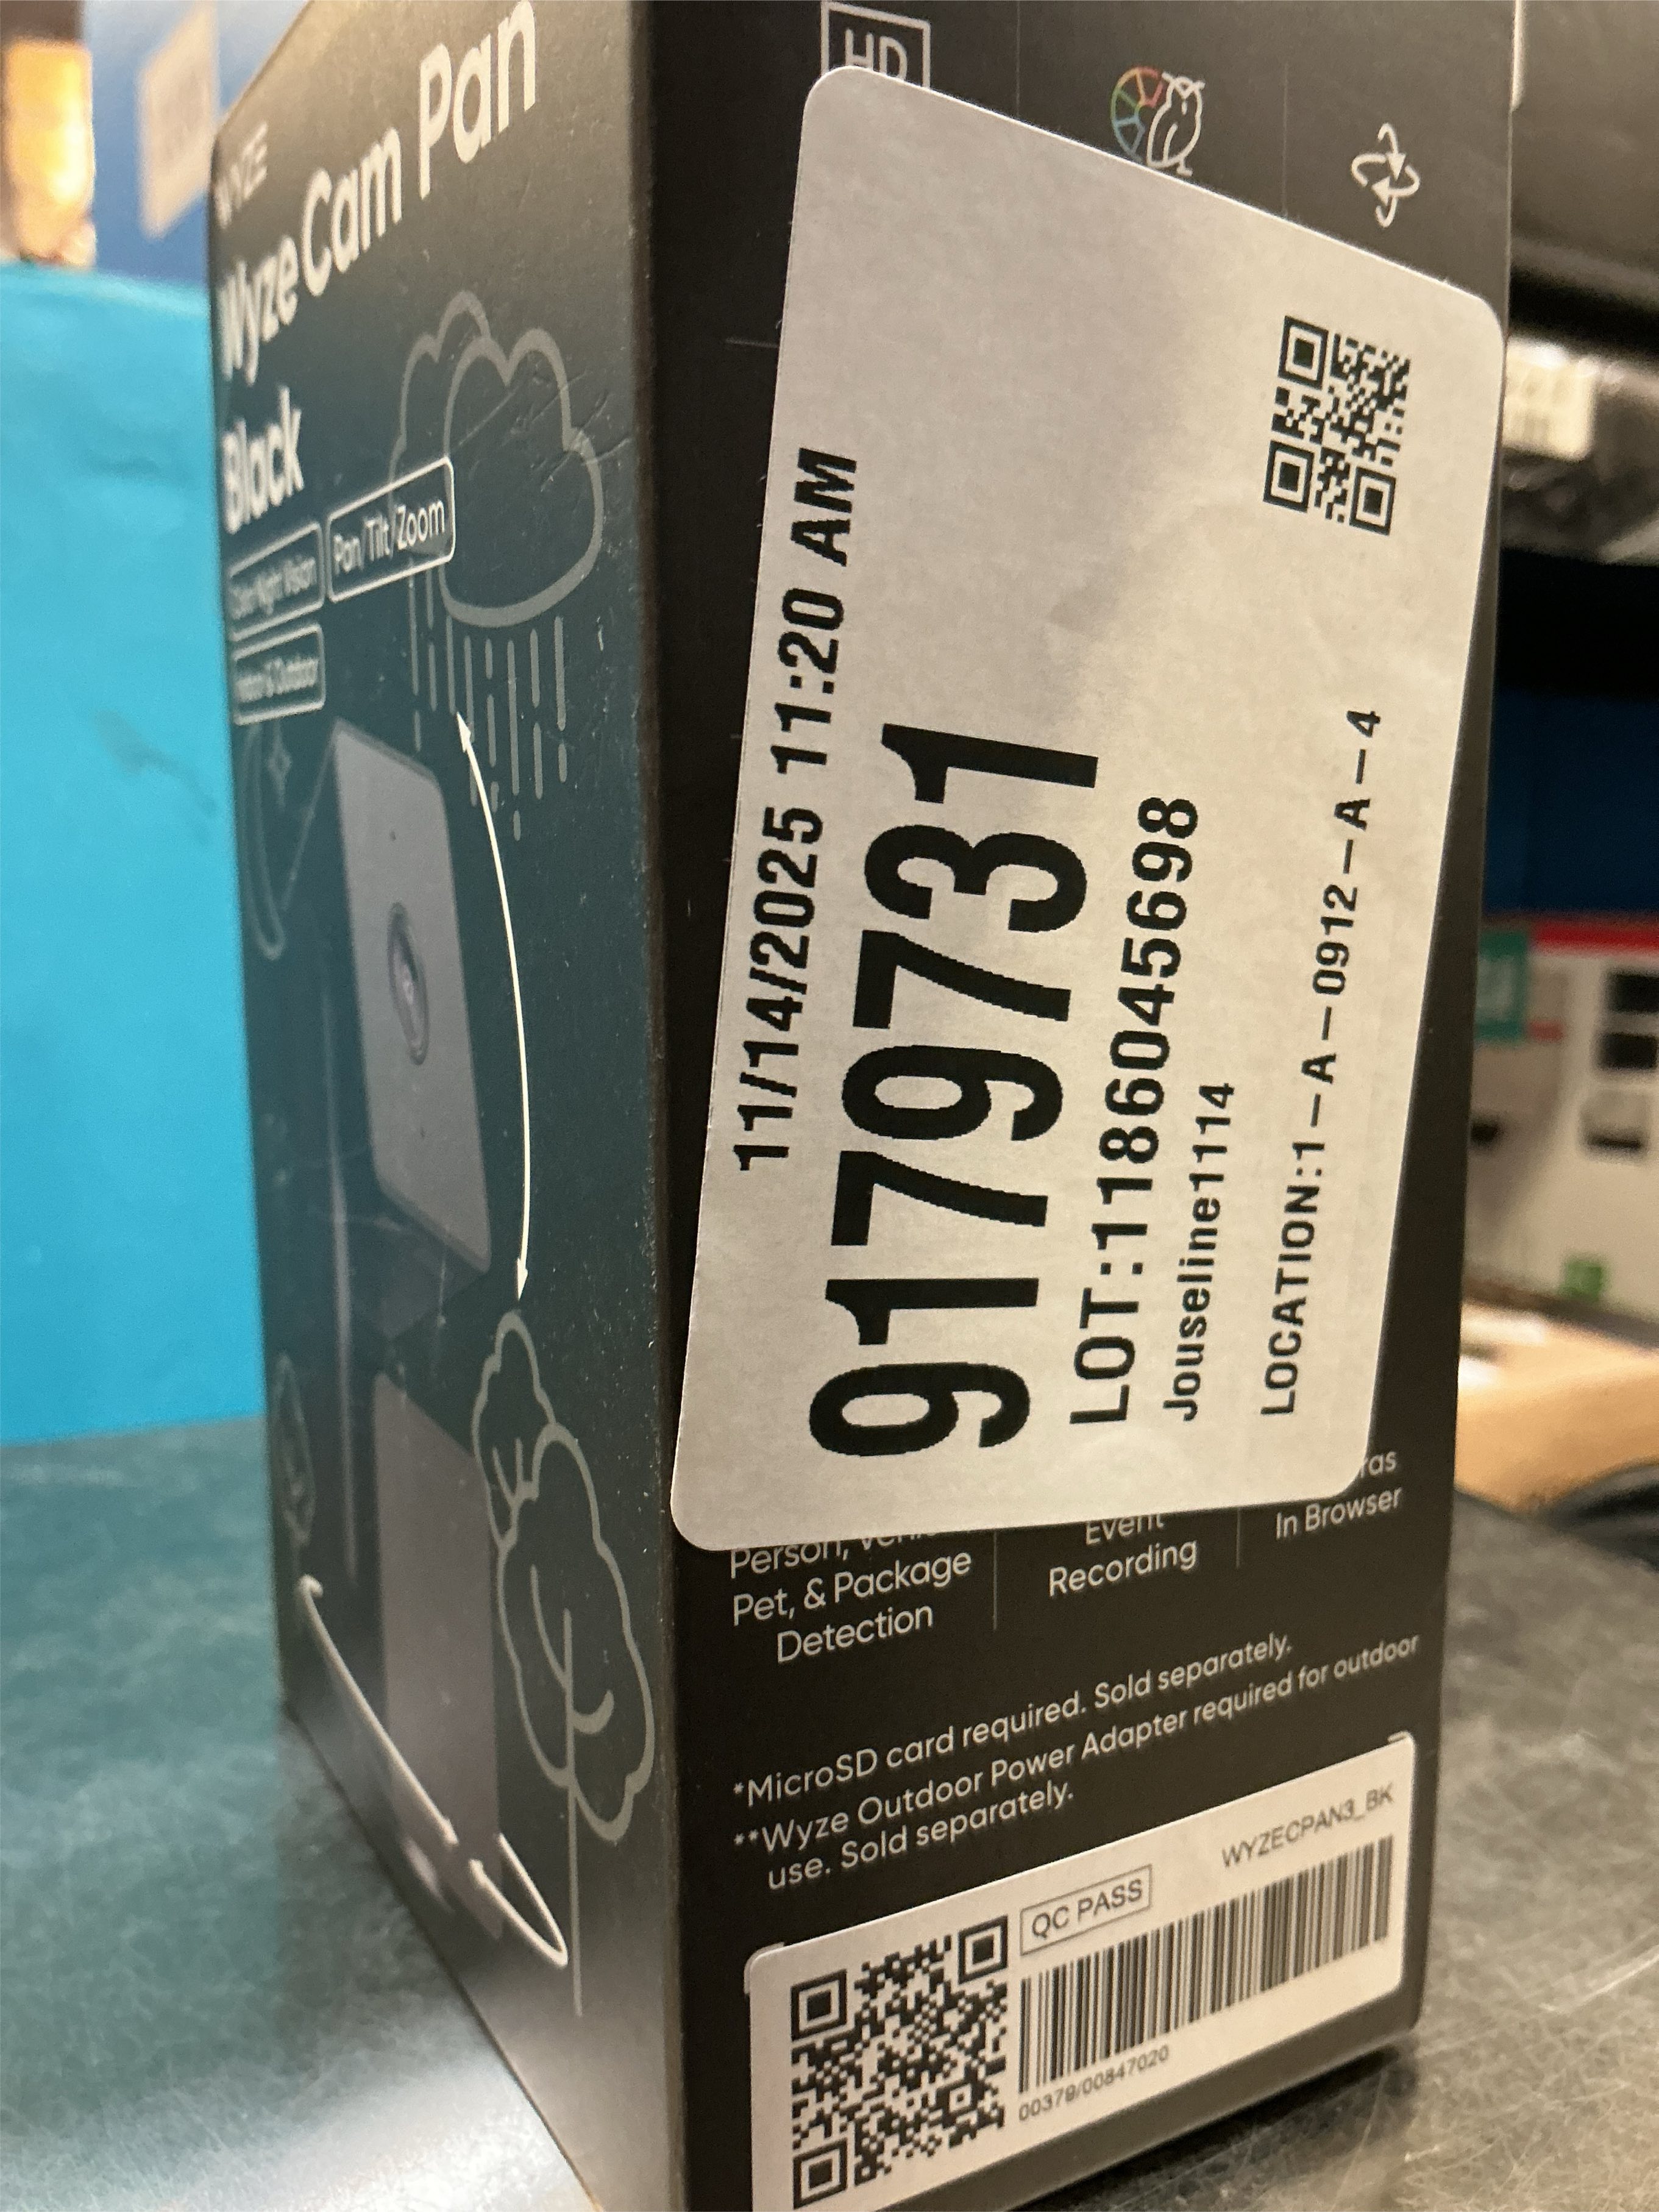 WYZE
Wyze Cam Pan
Black
Color Night Vision
Pan/Tilt/Zoom
Indoor & Outdoor
HD
11/14/2025 11:20 AM
9179731
LOT:1186045698
Jouseline1114
LOCATION:1-A-0912-A-4
Person,
Pet, & Package
Detection
Event
Recording
In Browser
*MicroSD card required. Sold separately.
**Wyze Outdoor Power Adapter required for outdoor
use. Sold separately.
QC PASS
WYZECPAN3_BK
00379/00847020